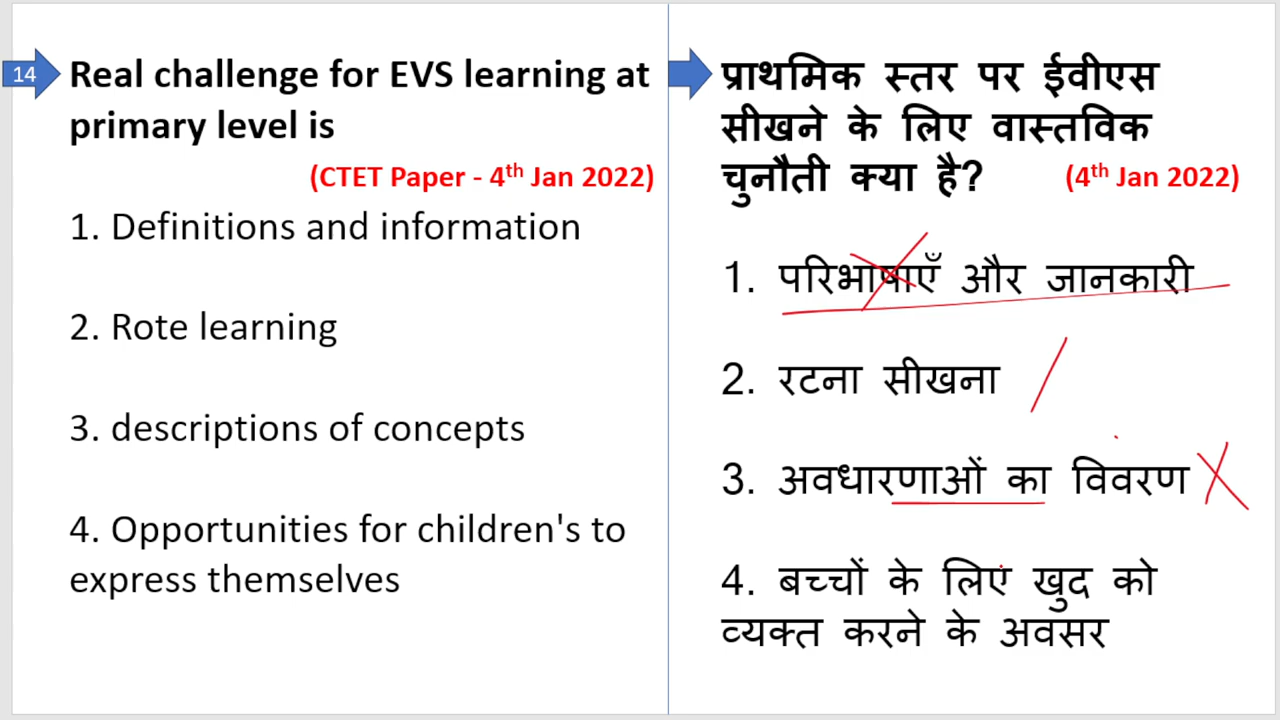 14
Real challenge for EVS learning at
primary level is
(CTET Paper - 4th Jan 2022)
1. Definitions and information
2. Rote learning
3. descriptions of concepts
4. Opportunities for children's to
express themselves
प्राथमिक स्तर पर ईवीएस
सीखने के लिए वास्तविक
चुनौती क्या है?
(4th Jan 2022)
1. परिभाषाएँ और जानकारी
2. रटना सीखना
3. अवधारणाओं का विवरण
4. बच्चों के लिए खुद को
व्यक्त करने के अवसर